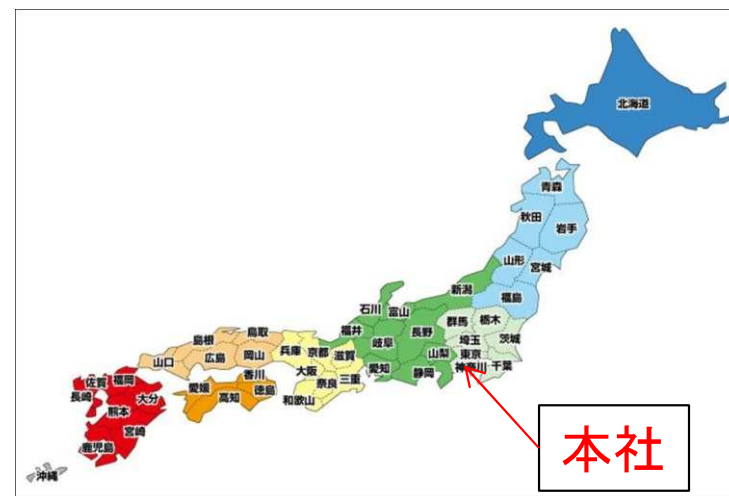 北海道
青森
秋田
岩手
山形
宮城
新潟
福島
石川
富山
群馬
栃木
福井
長野
岐阜
埼玉
茨城
鳥取
島根
兵庫
京都
滋賀
山梨
東京
山口
広島
岡山
愛知
静岡
神奈川
千葉
大阪
奈良
三重
香川
佐賀
福岡
愛媛
徳島
長崎
大分
高知
和歌山
熊本
宮崎
鹿児島
沖縄
本社